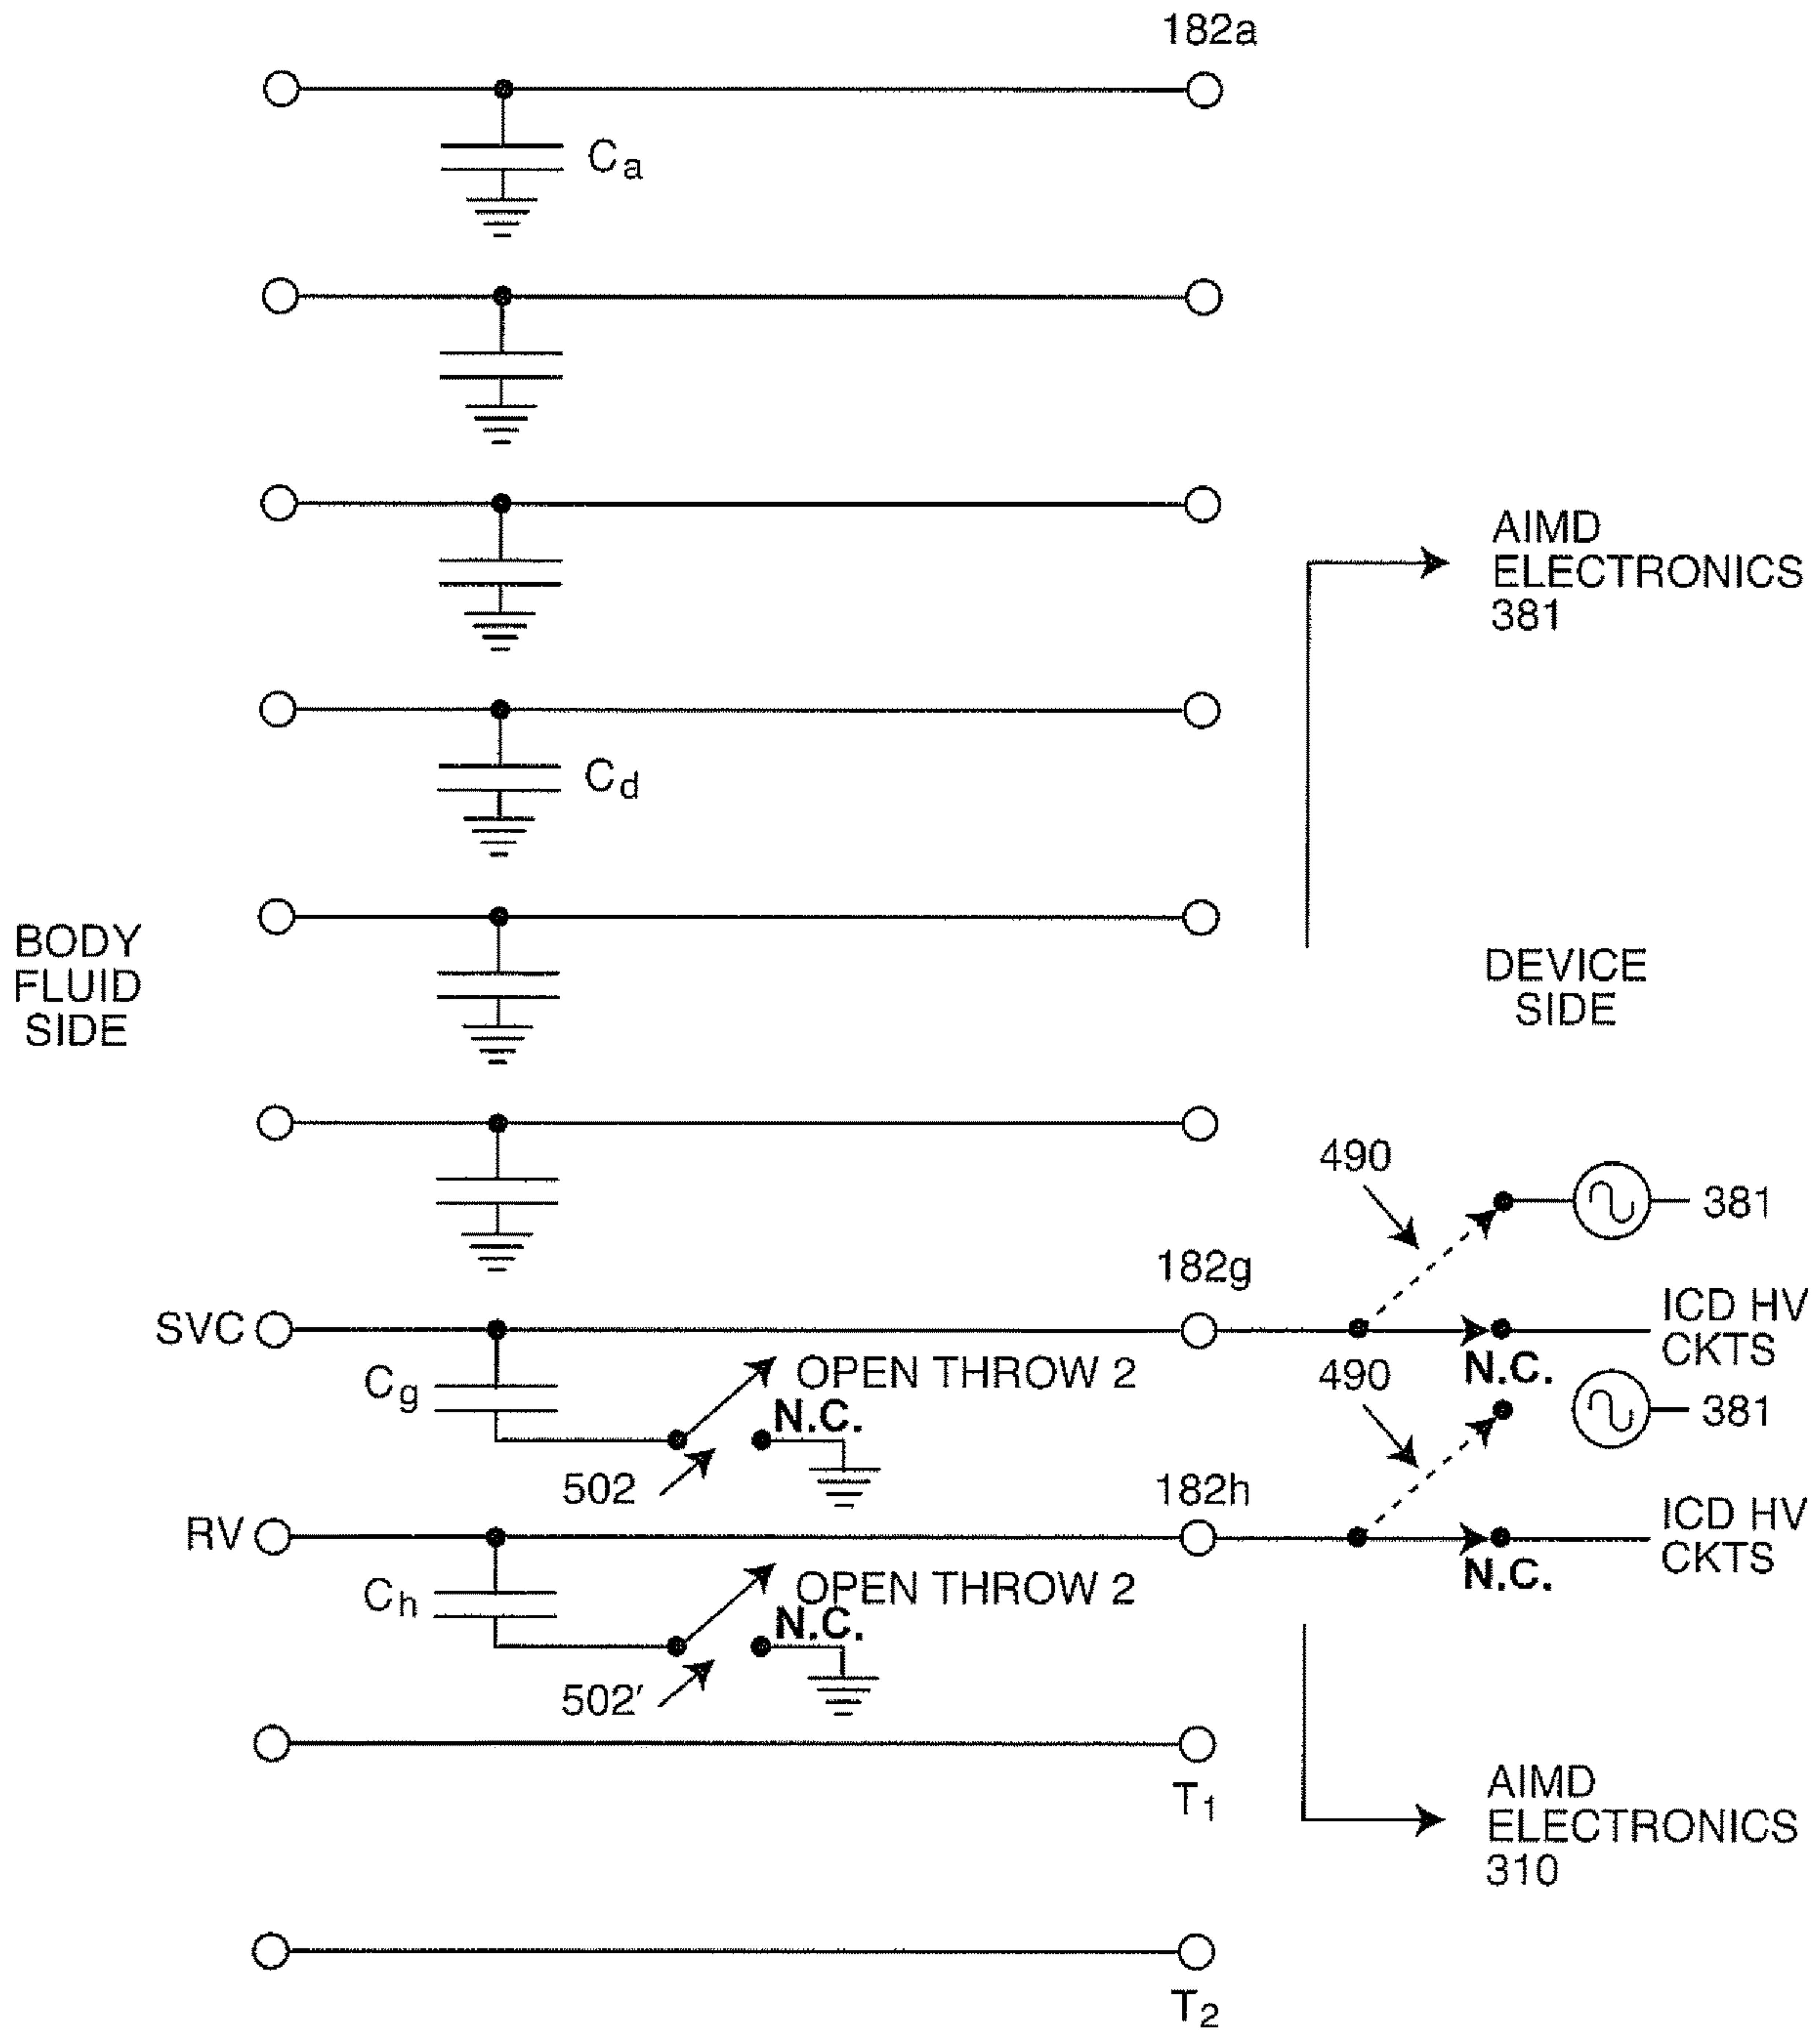 182a
Ca
AIMD
ELECTRONICS
381
Cd
BODY
FLUID
SIDE
DEVICE
SIDE
490
381
182g
SVC
ICD HV
CKTS
Cg
OPEN THROW 2
N.C.
N.C.
490
381
502
182h
RV
ICD HV
CKTS
Ch
OPEN THROW 2
N.C.
N.C.
502'
T1
AIMD
ELECTRONICS
310
T2